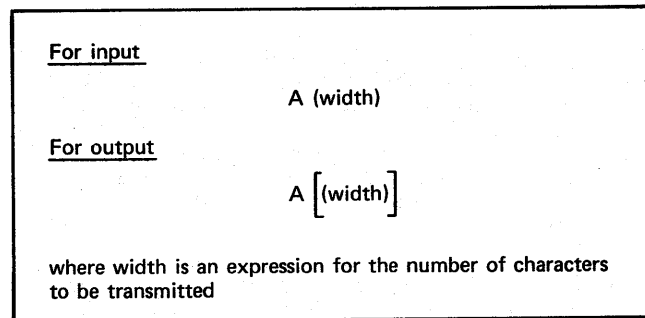 For input
A (width)
For output
A [(width)]
where width is an expression for the number of characters
to be transmitted